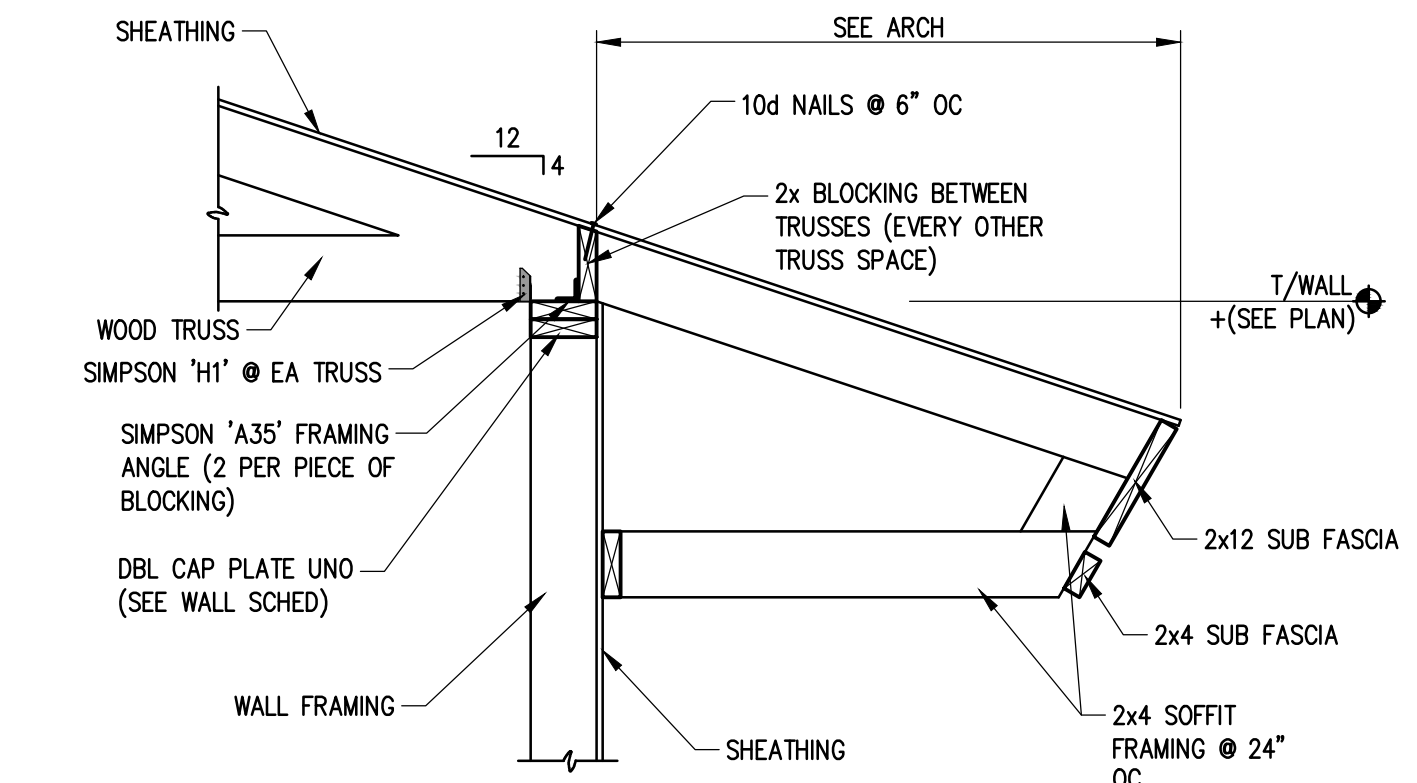 SHEATHING
SEE ARCH
10d NAILS @ 6" OC
12
4
2x BLOCKING BETWEEN
TRUSSES (EVERY OTHER
TRUSS SPACE)
T/WALL
+(SEE PLAN)
WOOD TRUSS
SIMPSON 'H1' @ EA TRUSS
SIMPSON 'A35' FRAMING
ANGLE (2 PER PIECE OF
BLOCKING)
DBL CAP PLATE UNO
(SEE WALL SCHED)
2x12 SUB FASCIA
2x4 SUB FASCIA
WALL FRAMING
SHEATHING
2x4 SOFFIT
FRAMING @ 24"
OC